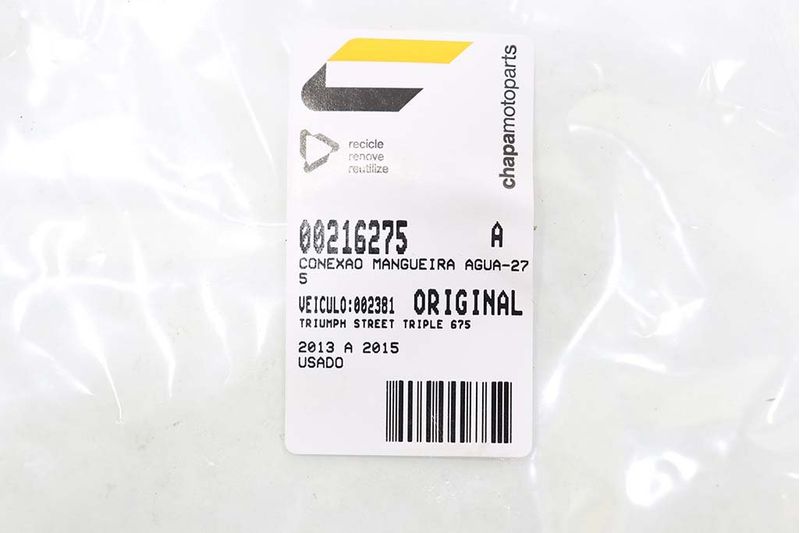 chapamotoparts
recicle
renove
reutilize
00216275 A
CONEXAO MANGUEIRA AGUA-27
5
VEICULO:002381 ORIGINAL
TRIUMPH STREET TRIPLE 675
2013 A 2015
USADO